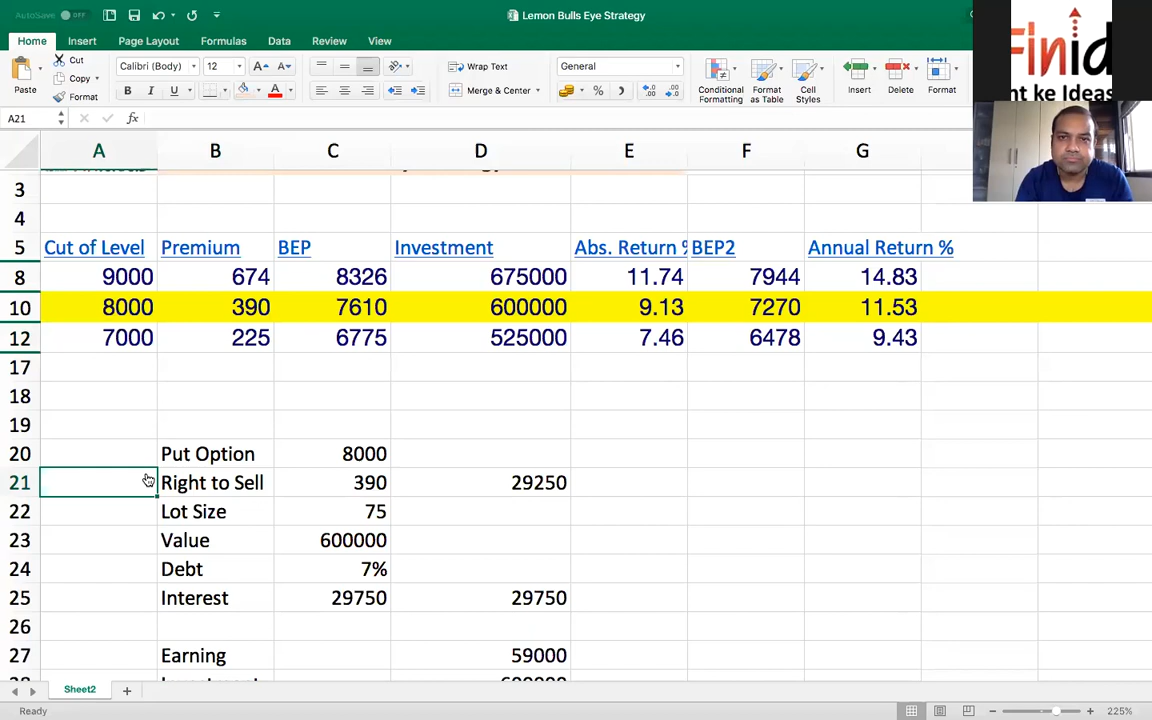 AutoSave OFF
Lemon Bulls Eye Strategy
Home Insert Page Layout Formulas Data Review View
Paste
Cut
Copy
Format
Calibri (Body) 12
A A
B I U A
Wrap Text
Merge & Center
General
%
Conditional Formatting
Format as Table
Cell Styles
Insert
Delete
Format
Finid
nt ke Ideas
A21 fx
A B C D E F G
3
4
5 Cut of Level Premium BEP Investment Abs. Return % BEP2 Annual Return %
8 9000 674 8326 675000 11.74 7944 14.83
10 8000 390 7610 600000 9.13 7270 11.53
12 7000 225 6775 525000 7.46 6478 9.43
17
18
19
20 Put Option 8000
21 Right to Sell 390 29250
22 Lot Size 75
23 Value 600000
24 Debt 7%
25 Interest 29750 29750
26
27 Earning 59000
Sheet2
Ready 225%